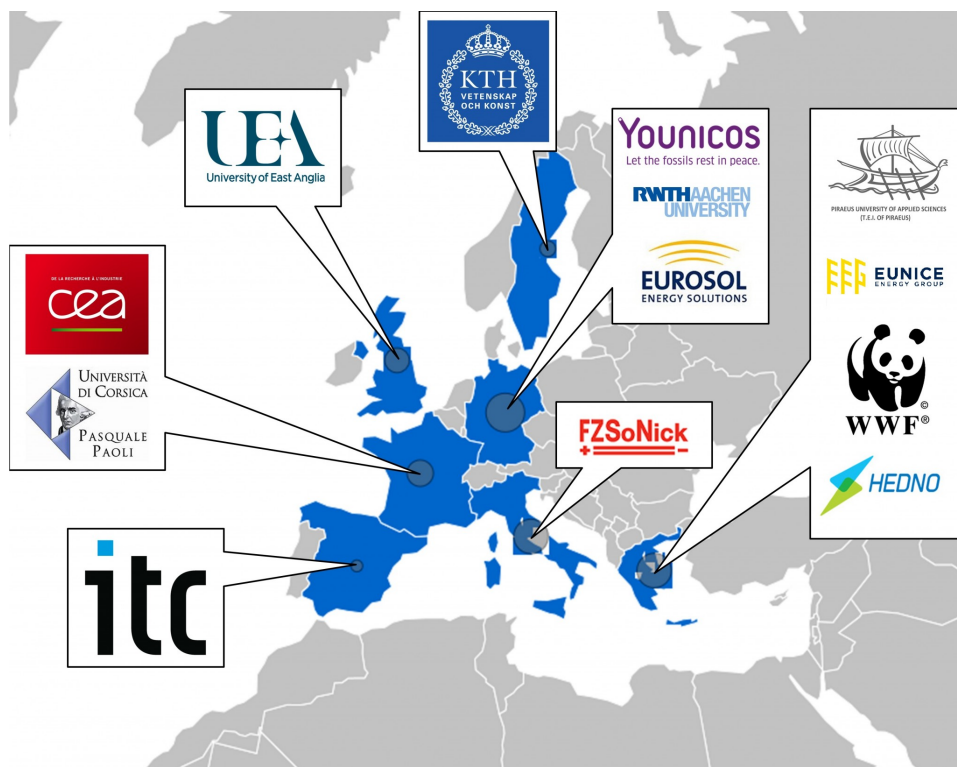 KTH
VETENSKAP
OCH KONST
UEA
University of East Anglia
Younicos
Let the fossils rest in peace.
RWTHAACHEN
UNIVERSITY
EUROSOL
ENERGY SOLUTIONS
PIRAEUS UNIVERSITY OF APPLIED SCIENCES
(T.E.I. OF PIRAEUS)
EUNICE
ENERGY GROUP
©
WWF®
HEDNO
DE LA RECHERCHE À L'INDUSTRIE
cea
UNIVERSITÀ
DI CORSICA
PASQUALE
PAOLI
FZSoNick
+ -
itc